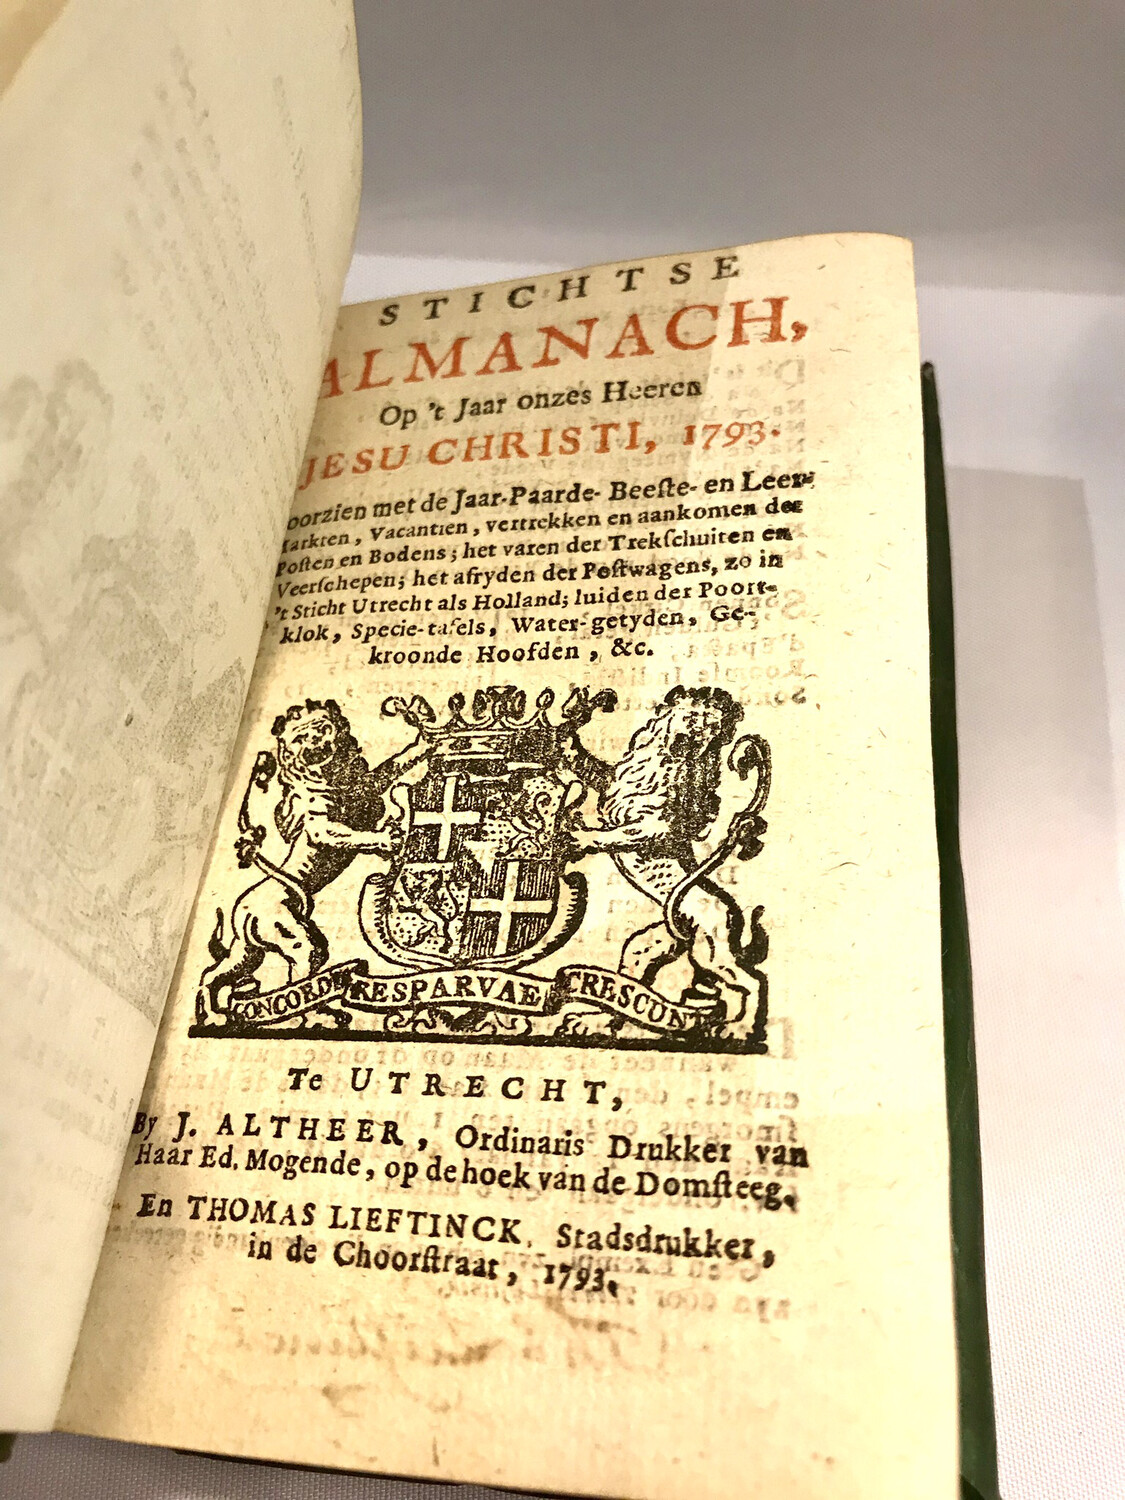 STICHTSE
ALMANACH,
Op 't Jaar onzes Heeren
JESU CHRISTI, 1793.
oorzien met de Jaar-Paarde- Beeſte- en Leer-
arkten, Vacantien, vertrekken en aankomen der
Poſten en Bodens; het varen der Trekſchuiten en
Veerſchepen; het afryden der Poſtwagens, zo in
't Sticht Utrecht als Holland; luiden der Poort-
klok, Specie-tafels, Water-getyden, Ge-
kroonde Hoofden, &c.
CONCORDI RESPARVAE CRESCUNT
Te UTRECHT,
By J. ALTHEER, Ordinaris Drukker van
Haar Ed. Mogende, op de hoek van de Domſteeg.
En THOMAS LIEFTINCK, Stadsdrukker,
in de Choorſtraat, 1793.